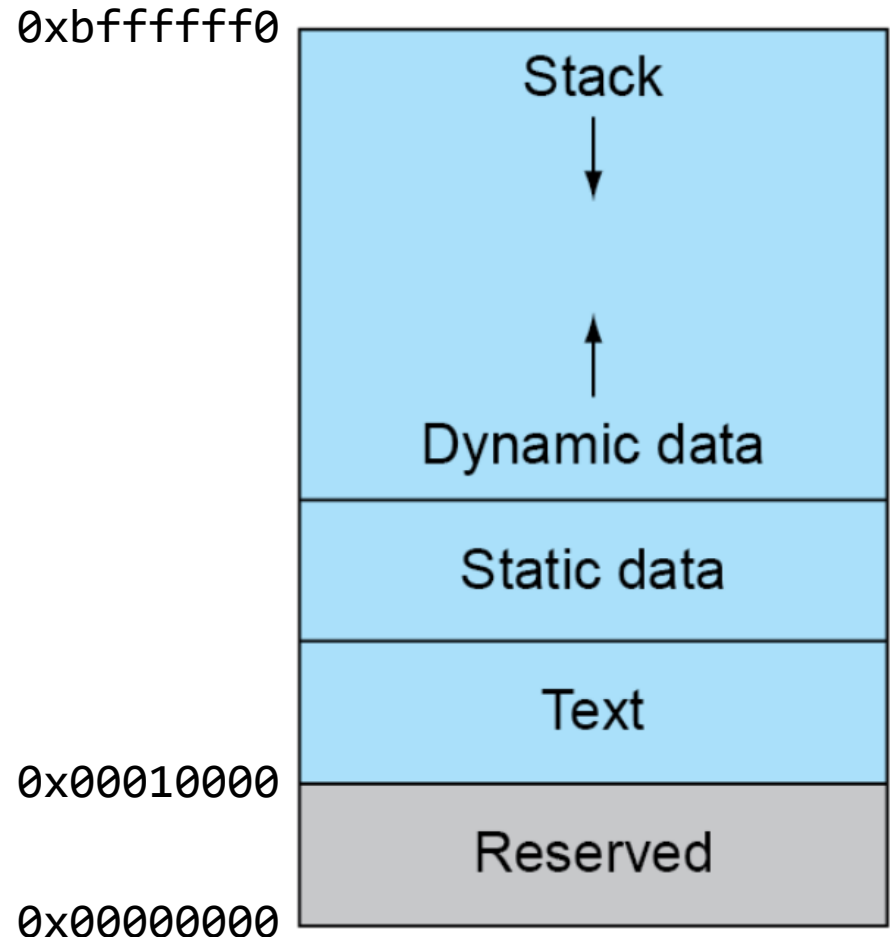 0xbffffff0
Stack
Dynamic data
Static data
Text
0x00010000
Reserved
0x00000000